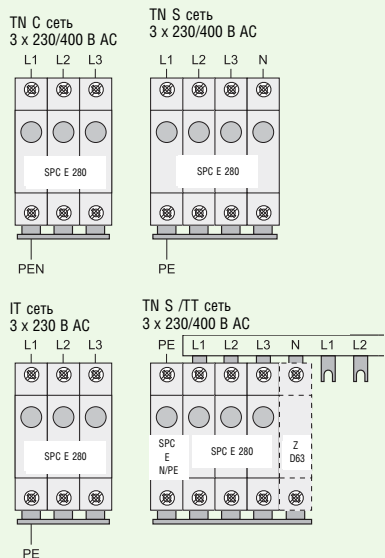 TN C сеть
3 x 230/400 В AC
L1 L2 L3
SPC E 280
PEN
TN S сеть
3 x 230/400 В AC
L1 L2 L3 N
SPC E 280
PE
IT сеть
3 x 230 В AC
L1 L2 L3
SPC E 280
PE
TN S /TT сеть
3 x 230/400 В AC
PE L1 L2 L3 N L1 L2
SPC
E
N/PE
SPC E 280
Z
D63